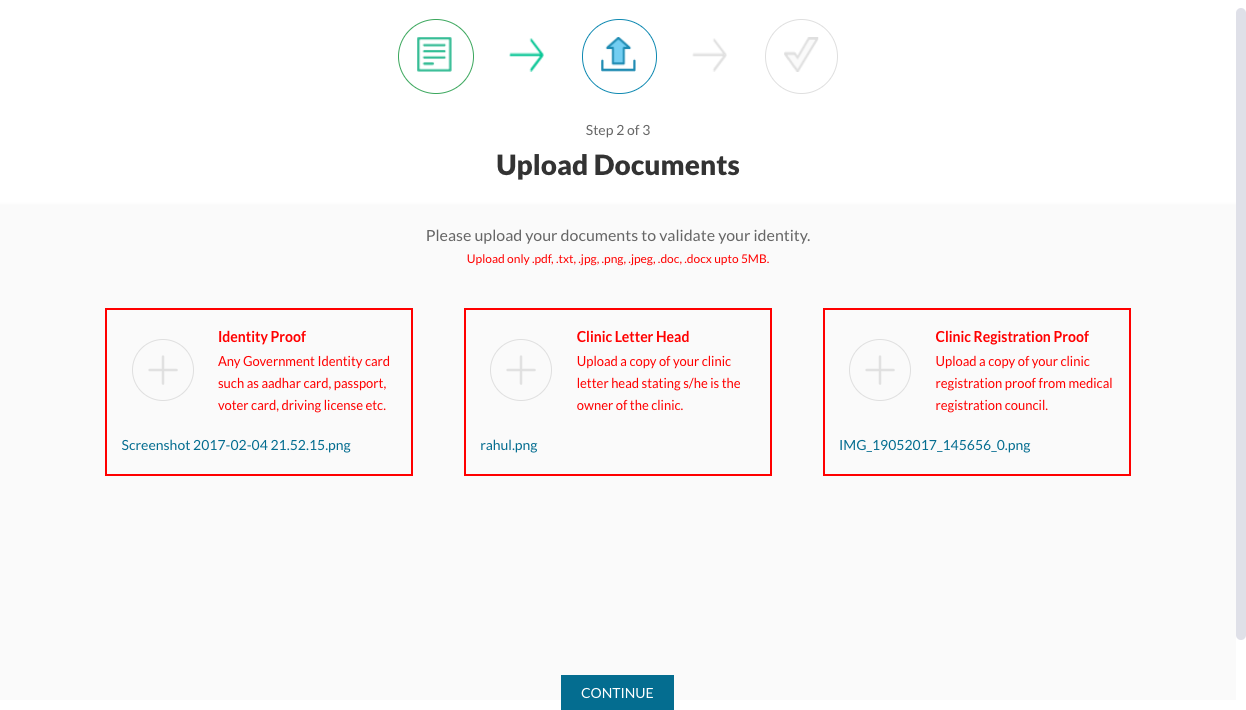 Step 2 of 3
Upload Documents
Please upload your documents to validate your identity.
Upload only .pdf, .txt, .jpg, .png, .jpeg, .doc, .docx upto 5MB.
Identity Proof
Any Government Identity card
such as aadhar card, passport,
voter card, driving license etc.
Screenshot 2017-02-04 21.52.15.png
Clinic Letter Head
Upload a copy of your clinic
letter head stating s/he is the
owner of the clinic.
rahul.png
Clinic Registration Proof
Upload a copy of your clinic
registration proof from medical
registration council.
IMG_19052017_145656_0.png
CONTINUE